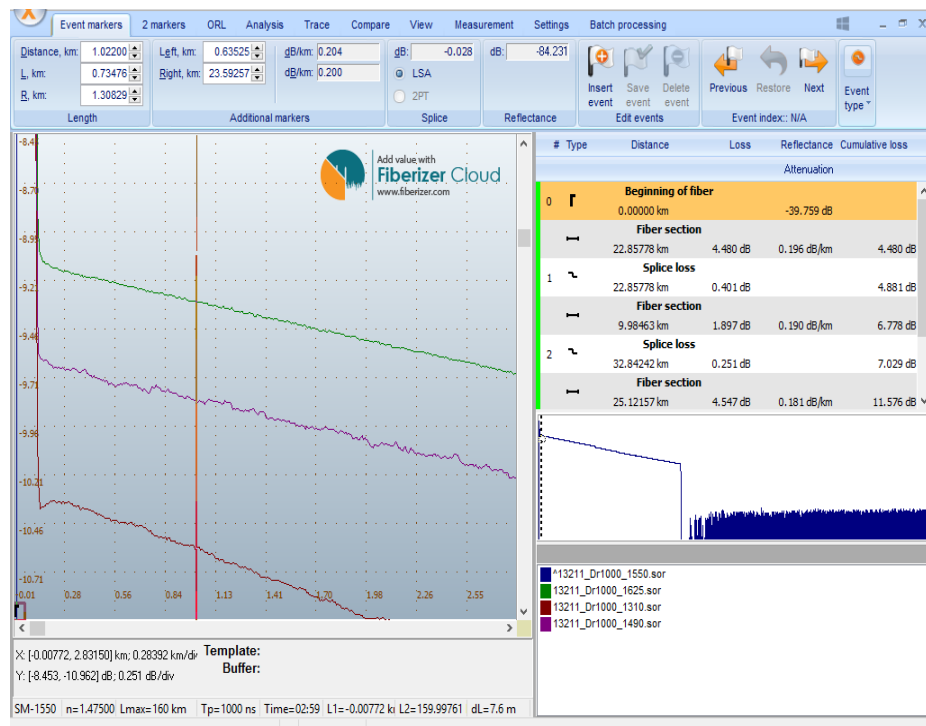 Event markers 2 markers ORL Analysis Trace Compare View Measurement Settings Batch processing
Distance, km: 1.02200 Left, km: 0.63525 dB/km: 0.204 dB: -0.028 dB: -84.231
L, km: 0.73476 Right, km: 23.59257 dB/km: 0.200 LSA
R, km: 1.30829 2PT
Insert event Save event Delete event Previous Restore Next Event type
Length Additional markers Splice Reflectance Edit events Event index:: N/A
# Type Distance Loss Reflectance Cumulative loss
Attenuation
Beginning of fiber
0 0.00000 km -39.759 dB
Fiber section
22.85778 km 4.480 dB 0.196 dB/km 4.480 dB
Splice loss
1 22.85778 km 0.401 dB 4.881 dB
Fiber section
9.98463 km 1.897 dB 0.190 dB/km 6.778 dB
Splice loss
2 32.84242 km 0.251 dB 7.029 dB
Fiber section
25.12157 km 4.547 dB 0.181 dB/km 11.576 dB
Add value with
Fiberizer Cloud
www.fiberizer.com
-8.70
-9.71
-9.96
-10.21
-10.46
-10.71
-0.01 0.28 0.56 0.84 1.13 1.41 1.70 1.98 2.26 2.55
^13211_Dr1000_1550.sor
13211_Dr1000_1625.sor
13211_Dr1000_1310.sor
13211_Dr1000_1490.sor
X: [-0.00772, 2.83150] km; 0.28392 km/div Template:
Y: [-8.453, -10.962] dB; 0.251 dB/div Buffer:
SM-1550 n=1.47500 Lmax=160 km Tp=1000 ns Time=02:59 L1=-0.00772 L2=159.99761 dL=7.6 m